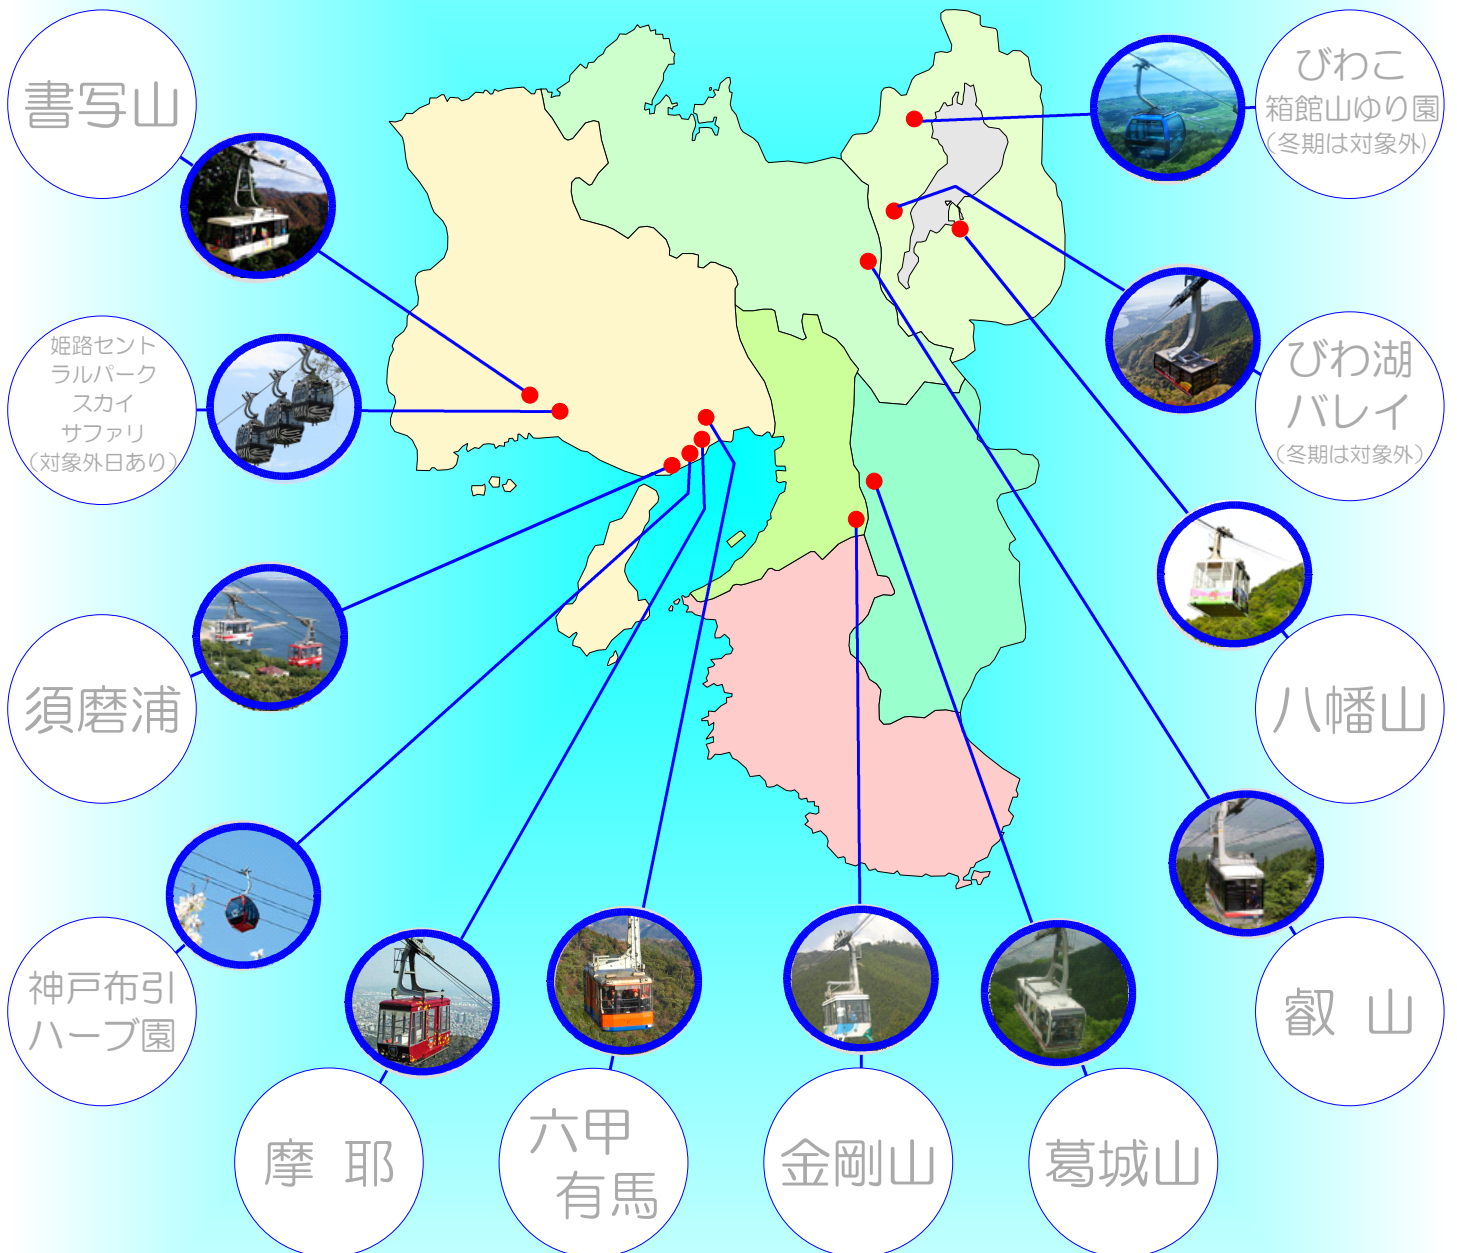 書写山
びわこ
箱館山ゆり園
(冬期は対象外)
姫路セント
ラルパーク
スカイ
サファリ
(対象外日あり)
びわ湖
バレイ
(冬期は対象外)
須磨浦
八幡山
神戸布引
ハーブ園
叡 山
摩 耶
六甲
有馬
金剛山
葛城山